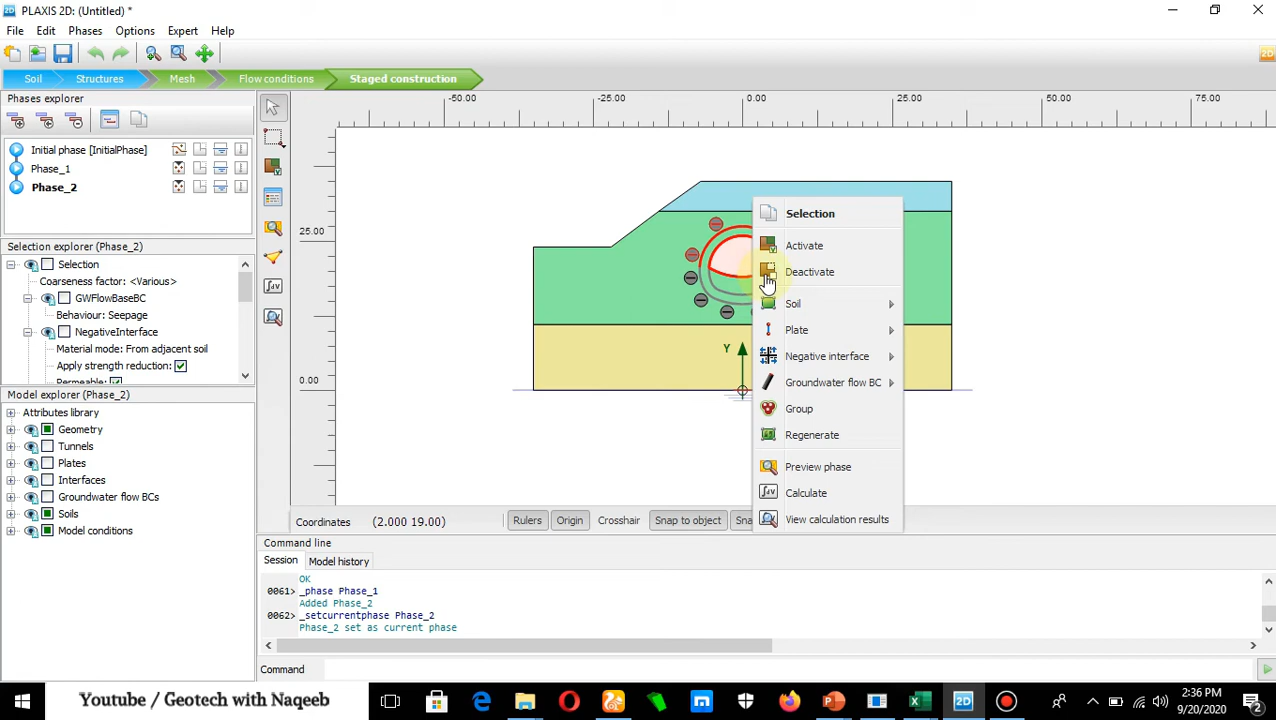 PLAXIS 2D: (Untitled) *
File Edit Phases Options Expert Help
Soil Structures Mesh Flow conditions Staged construction
Phases explorer
Initial phase [InitialPhase]
Phase_1
Phase_2
Selection explorer (Phase_2)
Selection
Coarseness factor: <Various>
GWFlowBaseBC
Behaviour: Seepage
NegativeInterface
Material mode: From adjacent soil
Apply strength reduction:
Permeable:
Model explorer (Phase_2)
Attributes library
Geometry
Tunnels
Plates
Interfaces
Groundwater flow BCs
Soils
Model conditions
-50.00 -25.00 0.00 25.00 50.00 75.00
25.00
0.00
Y
Selection
Activate
Deactivate
Soil
Plate
Negative interface
Groundwater flow BC
Group
Regenerate
Preview phase
Calculate
View calculation results
Coordinates (2.000 19.00) Rulers Origin Crosshair Snap to object Sna
Command line
Session Model history
OK
0061> _phase Phase_1
Added Phase_2
0062> _setcurrentphase Phase_2
Phase_2 set as current phase
Command
Youtube / Geotech with Naqeeb
2:36 PM
9/20/2020
2D
2